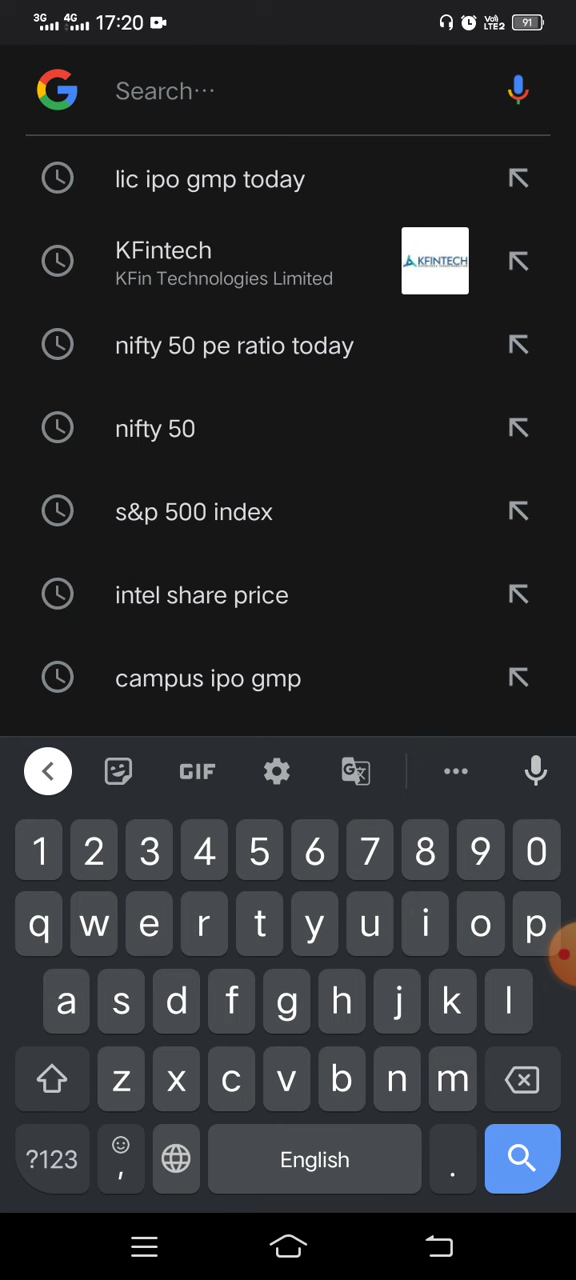 3G 4G 17:20 Vo) LTE2 91
Search···
lic ipo gmp today
KFintech
KFin Technologies Limited
KFINTECH
nifty 50 pe ratio today
nifty 50
s&p 500 index
intel share price
campus ipo gmp
GIF
1 2 3 4 5 6 7 8 9 0
q w e r t y u i o p
a s d f g h j k l
z x c v b n m
?123 , English .